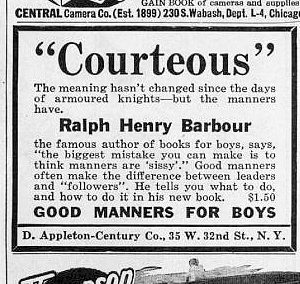 GAIN BOOK of cameras and supplies
CENTRAL Camera Co. (Est. 1899) 230 S. Wabash, Dept. L-4, Chicago
"Courteous"
The meaning hasn't changed since the days
of armoured knights—but the manners
have.
Ralph Henry Barbour
the famous author of books for boys, says,
"the biggest mistake you can make is to
think manners are 'sissy'." Good manners
often make the difference between leaders
and "followers". He tells you what to do,
and how to do it in his new book. $1.50
GOOD MANNERS FOR BOYS
D. Appleton-Century Co., 35 W. 32nd St., N. Y.